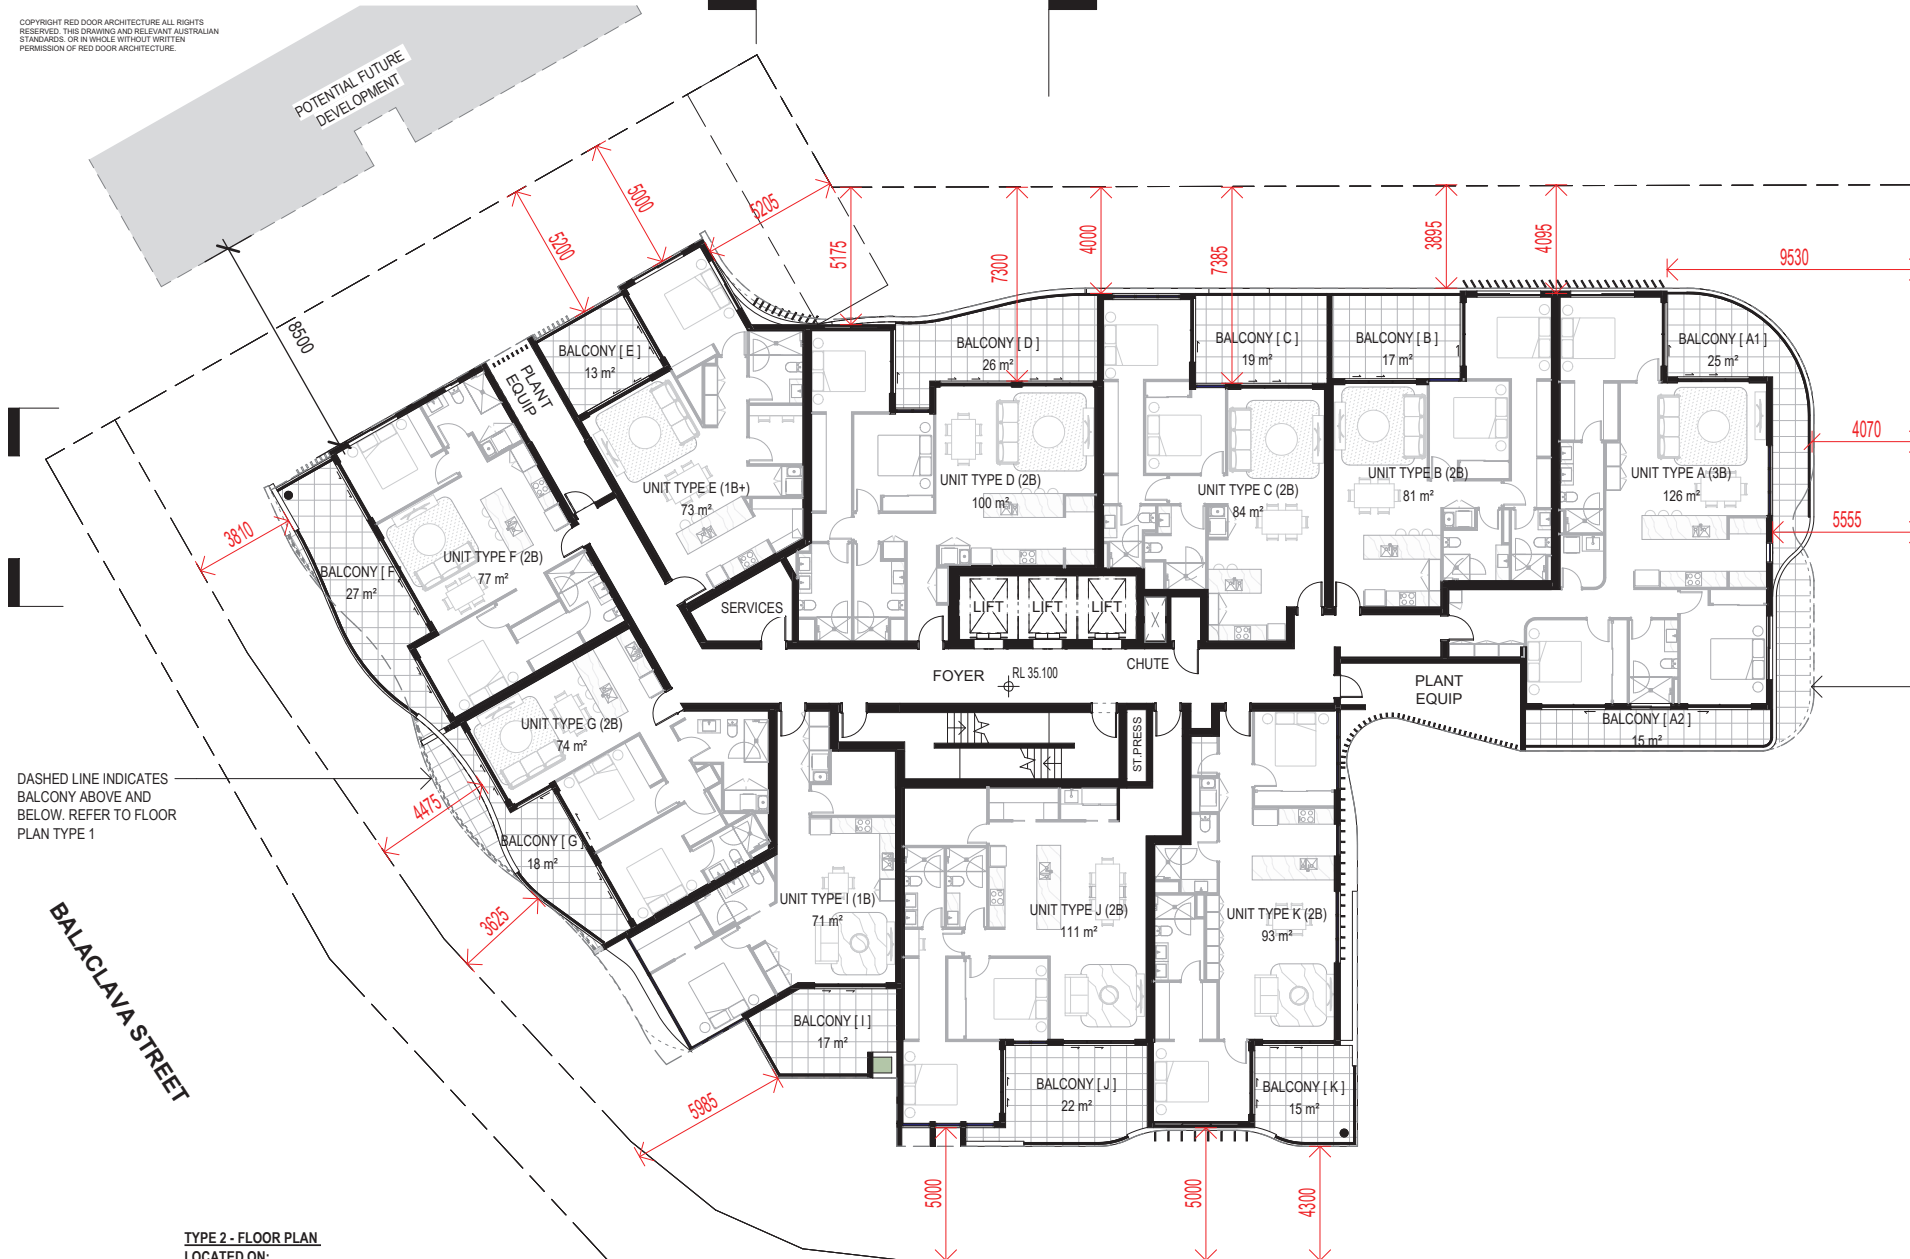 COPYRIGHT RED DOOR ARCHITECTURE ALL RIGHTS
RESERVED. THIS DRAWING AND RELEVANT AUSTRALIAN
STANDARDS. OR IN WHOLE WITHOUT WRITTEN
PERMISSION OF RED DOOR ARCHITECTURE.
POTENTIAL FUTURE
DEVELOPMENT
5000
5205
5200
5175
7300
4000
7385
3895
4095
9530
8500
4070
5555
3810
BALCONY [ E ]
13 m²
PLANT
EQUIP
BALCONY [ D ]
26 m²
BALCONY [ C ]
19 m²
BALCONY [ B ]
17 m²
BALCONY [ A1 ]
25 m²
UNIT TYPE E (1B+)
73 m²
UNIT TYPE D (2B)
100 m²
UNIT TYPE C (2B)
84 m²
UNIT TYPE B (2B)
81 m²
UNIT TYPE A (3B)
126 m²
UNIT TYPE F (2B)
77 m²
BALCONY [ F
27 m²
SERVICES
LIFT
LIFT
LIFT
FOYER
RL 35.100
CHUTE
PLANT
EQUIP
BALCONY [ A2 ]
15 m²
UNIT TYPE G (2B)
74 m²
ST.PRESS
DASHED LINE INDICATES
BALCONY ABOVE AND
BELOW. REFER TO FLOOR
PLAN TYPE 1
4475
BALCONY [ G ]
18 m²
3625
UNIT TYPE I (1B)
71 m²
UNIT TYPE J (2B)
111 m²
UNIT TYPE K (2B)
93 m²
BALACLAVA STREET
BALCONY [ I ]
17 m²
BALCONY [ J ]
22 m²
BALCONY [ K ]
15 m²
5985
5000
5000
4300
TYPE 2 - FLOOR PLAN
LOCATED ON: